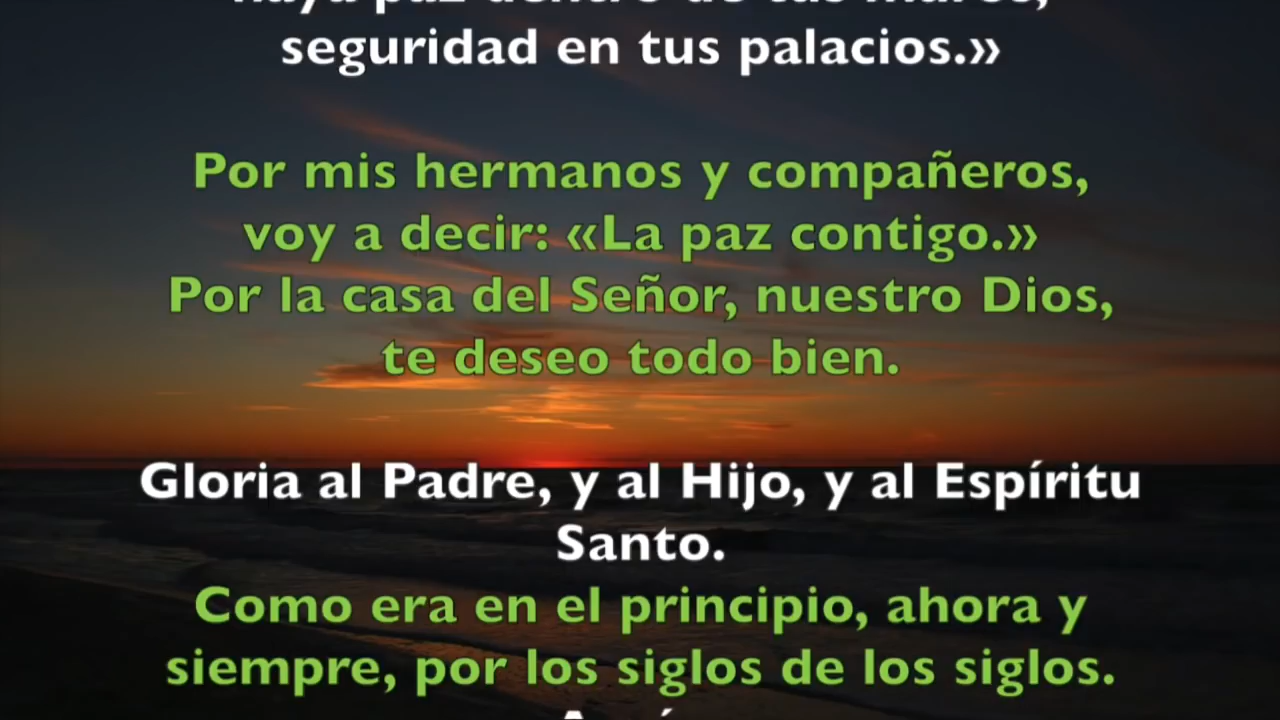 seguridad en tus palacios.»
Por mis hermanos y compañeros,
voy a decir: «La paz contigo.»
Por la casa del Señor, nuestro Dios,
te deseo todo bien.
Gloria al Padre, y al Hijo, y al Espíritu
Santo.
Como era en el principio, ahora y
siempre, por los siglos de los siglos.